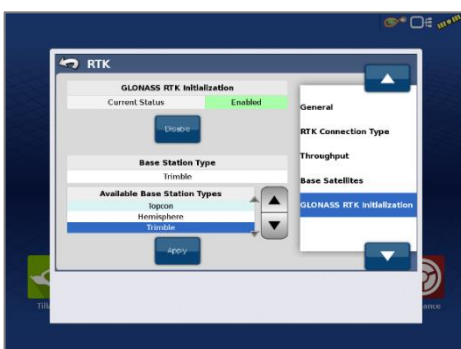 RTK
GLONASS RTK Initialization
Current Status Enabled
Disable
Base Station Type
Trimble
Available Base Station Types
Topcon
Hemisphere
Trimble
Apply
General
RTK Connection Type
Throughput
Base Satellites
GLONASS RTK Initialization